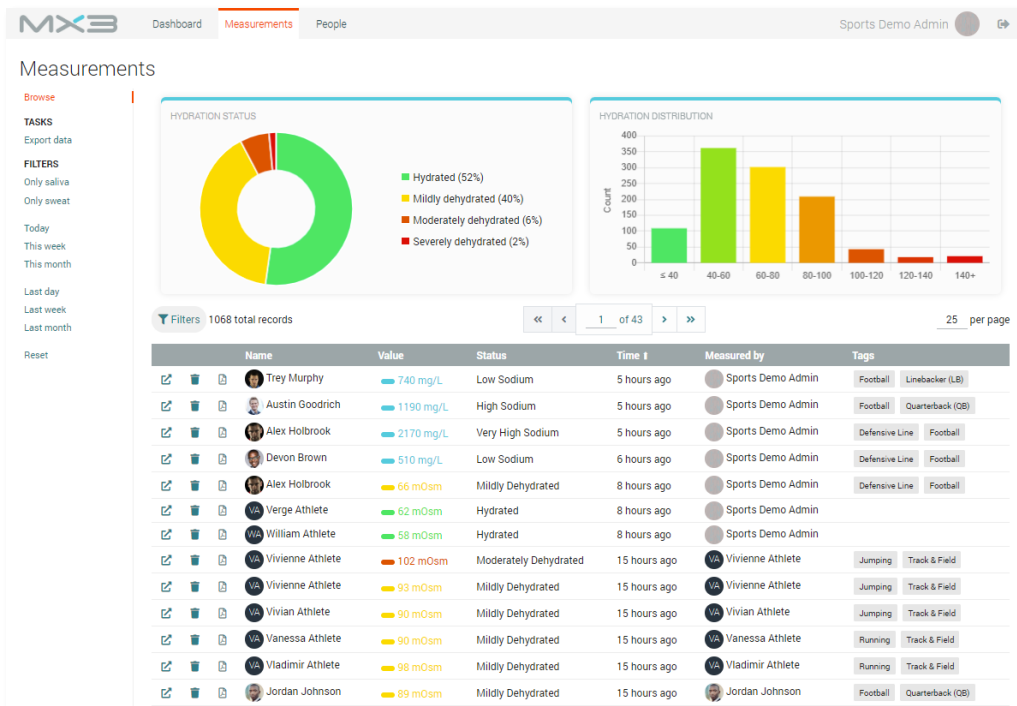 MX3 Dashboard Measurements People Sports Demo Admin
Measurements
Browse
TASKS
Export data
FILTERS
Only saliva
Only sweat
Today
This week
This month
Last day
Last week
Last month
Reset
HYDRATION STATUS
Hydrated (52%)
Mildly dehydrated (40%)
Moderately dehydrated (6%)
Severely dehydrated (2%)
HYDRATION DISTRIBUTION
Count
400
350
300
250
200
150
100
50
0
≤ 40 40-60 60-80 80-100 100-120 120-140 140+
Filters 1068 total records « ‹ 1 of 43 › » 25 per page
Name Value Status Time Measured by Tags
Trey Murphy 740 mg/L Low Sodium 5 hours ago Sports Demo Admin Football Linebacker (LB)
Austin Goodrich 1190 mg/L High Sodium 5 hours ago Sports Demo Admin Football Quarterback (QB)
Alex Holbrook 2170 mg/L Very High Sodium 5 hours ago Sports Demo Admin Defensive Line Football
Devon Brown 510 mg/L Low Sodium 6 hours ago Sports Demo Admin Defensive Line Football
Alex Holbrook 66 mOsm Mildly Dehydrated 8 hours ago Sports Demo Admin Defensive Line Football
VA Verge Athlete 62 mOsm Hydrated 8 hours ago Sports Demo Admin
WA William Athlete 58 mOsm Hydrated 8 hours ago Sports Demo Admin
VA Vivienne Athlete 102 mOsm Moderately Dehydrated 15 hours ago VA Vivienne Athlete Jumping Track & Field
VA Vivienne Athlete 93 mOsm Mildly Dehydrated 15 hours ago VA Vivienne Athlete Jumping Track & Field
VA Vivian Athlete 90 mOsm Mildly Dehydrated 15 hours ago VA Vivian Athlete Jumping Track & Field
VA Vanessa Athlete 90 mOsm Mildly Dehydrated 15 hours ago VA Vanessa Athlete Running Track & Field
VA Vladimir Athlete 98 mOsm Mildly Dehydrated 15 hours ago VA Vladimir Athlete Running Track & Field
Jordan Johnson 89 mOsm Mildly Dehydrated 15 hours ago Jordan Johnson Football Quarterback (QB)